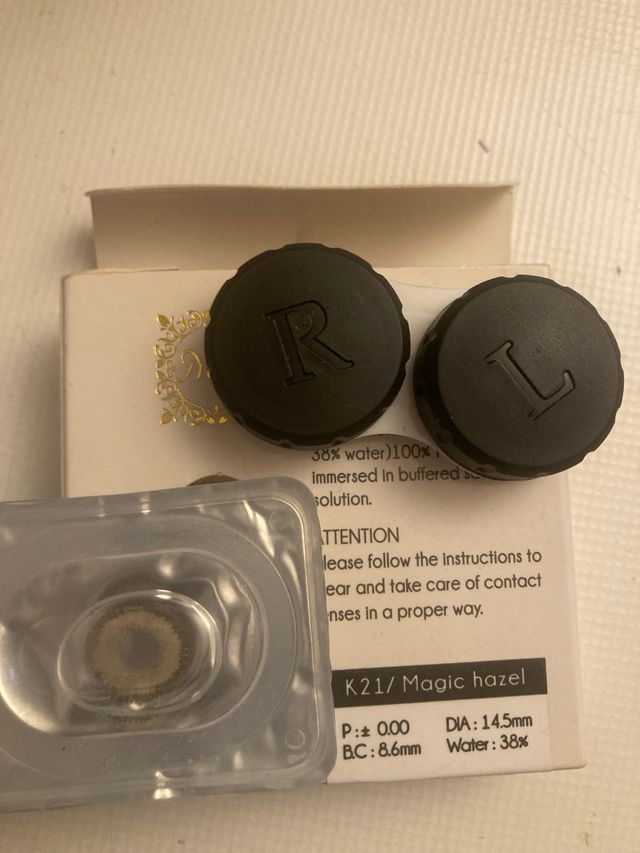 R
L
38% water)100%
Immersed in buffered
solution.
ATTENTION
lease follow the instructions to
ear and take care of contact
enses in a proper way.
K21/ Magic hazel
P:± 0.00 DIA: 14.5mm
B.C: 8.6mm Water: 38%